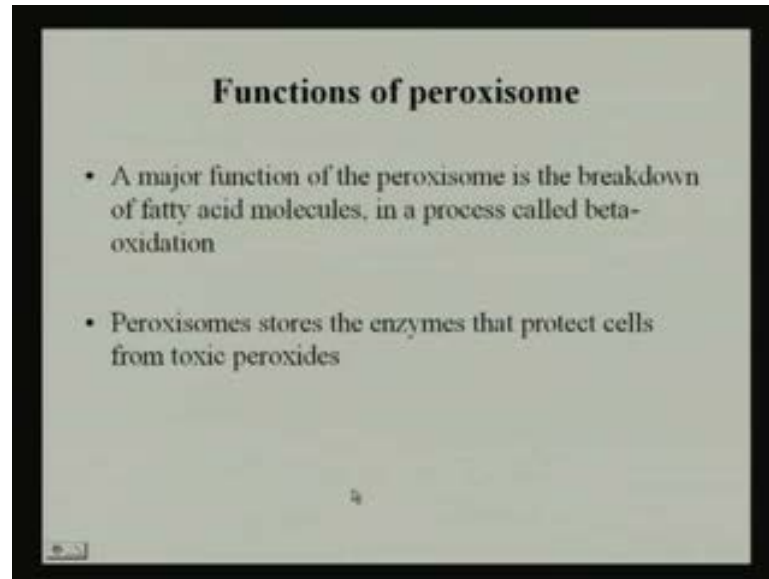 Functions of peroxisome
• A major function of the peroxisome is the breakdown
of fatty acid molecules, in a process called beta-
oxidation
• Peroxisomes stores the enzymes that protect cells
from toxic peroxides